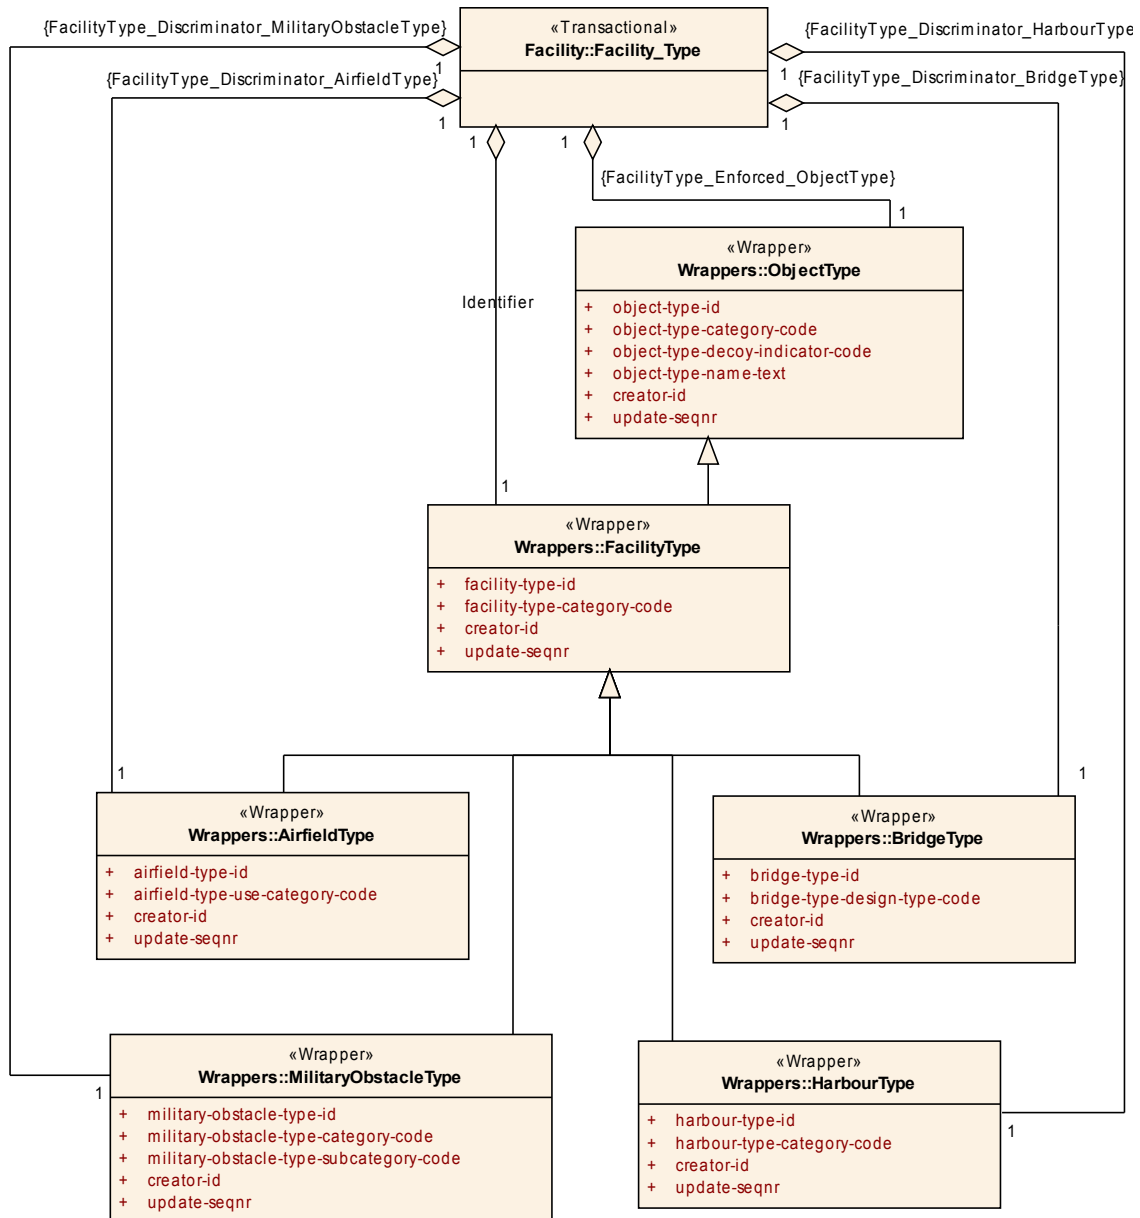 {FacilityType_Discriminator_MilitaryObstacleType}
1
{FacilityType_Discriminator_AirfieldType}
1
«Transactional»
Facility::Facility_Type
{FacilityType_Discriminator_HarbourType
1
{FacilityType_Discriminator_BridgeType}
1
1
1
{FacilityType_Enforced_ObjectType}
1
Identifier
1
«Wrapper»
Wrappers::ObjectType
+ object-type-id
+ object-type-category-code
+ object-type-decoy-indicator-code
+ object-type-name-text
+ creator-id
+ update-seqnr
«Wrapper»
Wrappers::FacilityType
+ facility-type-id
+ facility-type-category-code
+ creator-id
+ update-seqnr
1
1
«Wrapper»
Wrappers::AirfieldType
+ airfield-type-id
+ airfield-type-use-category-code
+ creator-id
+ update-seqnr
«Wrapper»
Wrappers::BridgeType
+ bridge-type-id
+ bridge-type-design-type-code
+ creator-id
+ update-seqnr
1
«Wrapper»
Wrappers::MilitaryObstacleType
+ military-obstacle-type-id
+ military-obstacle-type-category-code
+ military-obstacle-type-subcategory-code
+ creator-id
+ update-seqnr
«Wrapper»
Wrappers::HarbourType
+ harbour-type-id
+ harbour-type-category-code
+ creator-id
+ update-seqnr
1